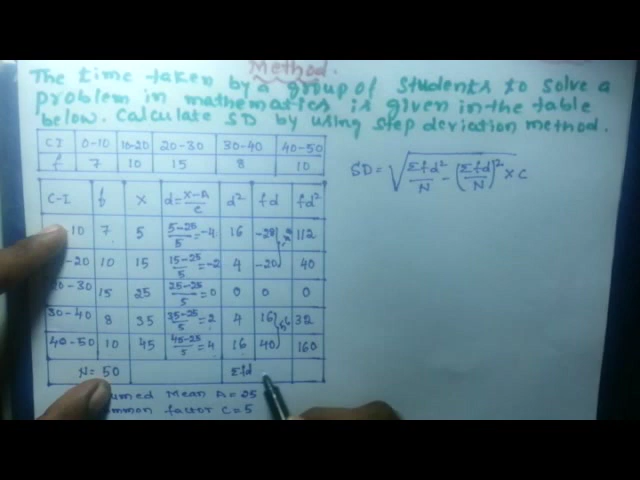 Method.
The time taken by a group of students to solve a
problem in mathematics is given in the table
below. Calculate SD by using step deviation method.
CI 0-10 10-20 20-30 30-40 40-50
f 7 10 15 8 10
SD = √Σfd²/N - (Σfd/N)² × C
C-I f X d = X-A/c d² fd fd²
10 7 5 5-25/5 = -4 16 -28 112
-20 10 15 15-25/5 = -2 4 -20 40
20-30 15 25 25-25/5 = 0 0 0 0
30-40 8 35 35-25/5 = 2 4 16 32
40-50 10 45 45-25/5 = 4 16 40 160
N = 50 Σfd
umed Mean A = 25
mmon factor C = 5